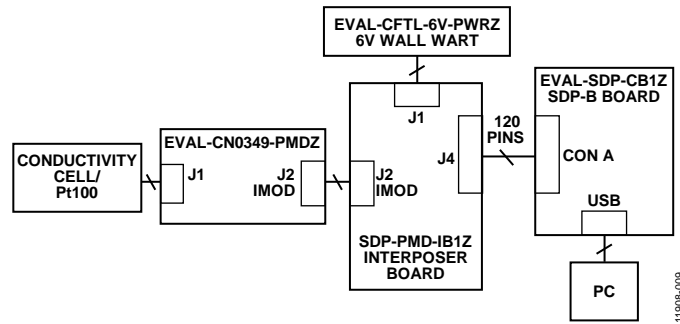 EVAL-CFTL-6V-PWRZ
6V WALL WART
EVAL-SDP-CB1Z
SDP-B BOARD
J1
120
PINS
EVAL-CN0349-PMDZ
CONDUCTIVITY
CELL/
Pt100
J1
J2
IMOD
J2
IMOD
J4
CON A
USB
SDP-PMD-IB1Z
INTERPOSER
BOARD
PC
11908-009